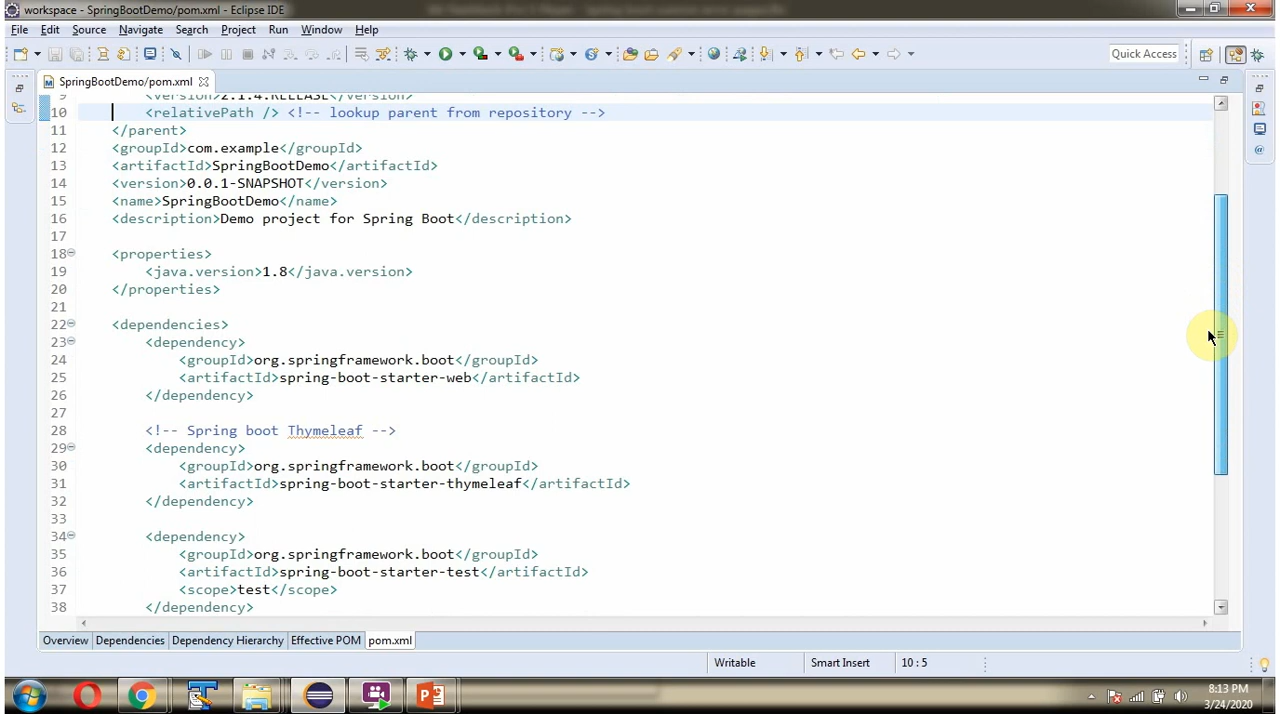 workspace - SpringBootDemo/pom.xml - Eclipse IDE
File Edit Source Navigate Search Project Run Window Help
Quick Access
SpringBootDemo/pom.xml
9 <version>2.1.4.RELEASE</version>
10 <relativePath /> <!-- lookup parent from repository -->
11 </parent>
12 <groupId>com.example</groupId>
13 <artifactId>SpringBootDemo</artifactId>
14 <version>0.0.1-SNAPSHOT</version>
15 <name>SpringBootDemo</name>
16 <description>Demo project for Spring Boot</description>
17
18 <properties>
19 <java.version>1.8</java.version>
20 </properties>
21
22 <dependencies>
23 <dependency>
24 <groupId>org.springframework.boot</groupId>
25 <artifactId>spring-boot-starter-web</artifactId>
26 </dependency>
27
28 <!-- Spring boot Thymeleaf -->
29 <dependency>
30 <groupId>org.springframework.boot</groupId>
31 <artifactId>spring-boot-starter-thymeleaf</artifactId>
32 </dependency>
33
34 <dependency>
35 <groupId>org.springframework.boot</groupId>
36 <artifactId>spring-boot-starter-test</artifactId>
37 <scope>test</scope>
38 </dependency>
Overview Dependencies Dependency Hierarchy Effective POM pom.xml
Writable Smart Insert 10 : 5
8:13 PM
3/24/2020